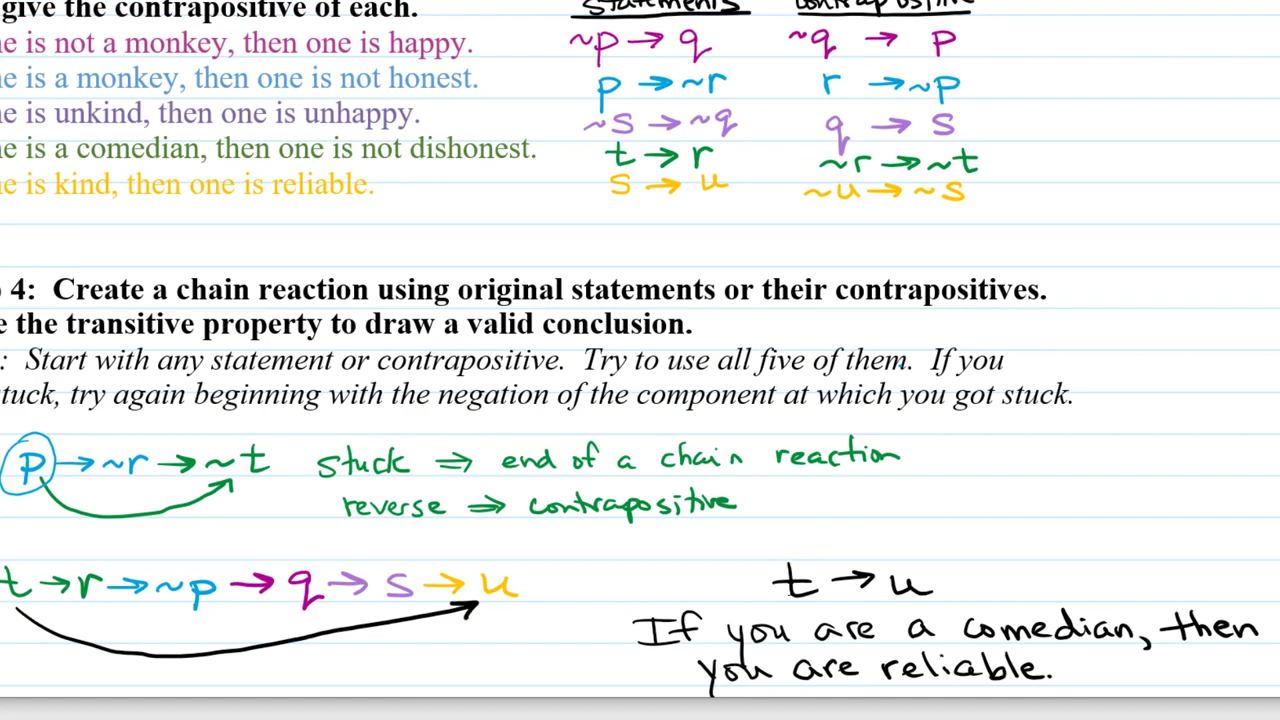 give the contrapositive of each. statements contrapositive
ne is not a monkey, then one is happy. ~p → q ~q → p
ne is a monkey, then one is not honest. p → ~r r → ~p
ne is unkind, then one is unhappy. ~s → ~q q → s
ne is a comedian, then one is not dishonest. t → r ~r → ~t
ne is kind, then one is reliable. s → u ~u → ~s
4: Create a chain reaction using original statements or their contrapositives.
e the transitive property to draw a valid conclusion.
: Start with any statement or contrapositive. Try to use all five of them. If you
tuck, try again beginning with the negation of the component at which you got stuck.
p → ~r → ~t stuck ⇒ end of a chain reaction
reverse ⇒ contrapositive
t → r → ~p → q → s → u t → u
If you are a comedian, then
you are reliable.